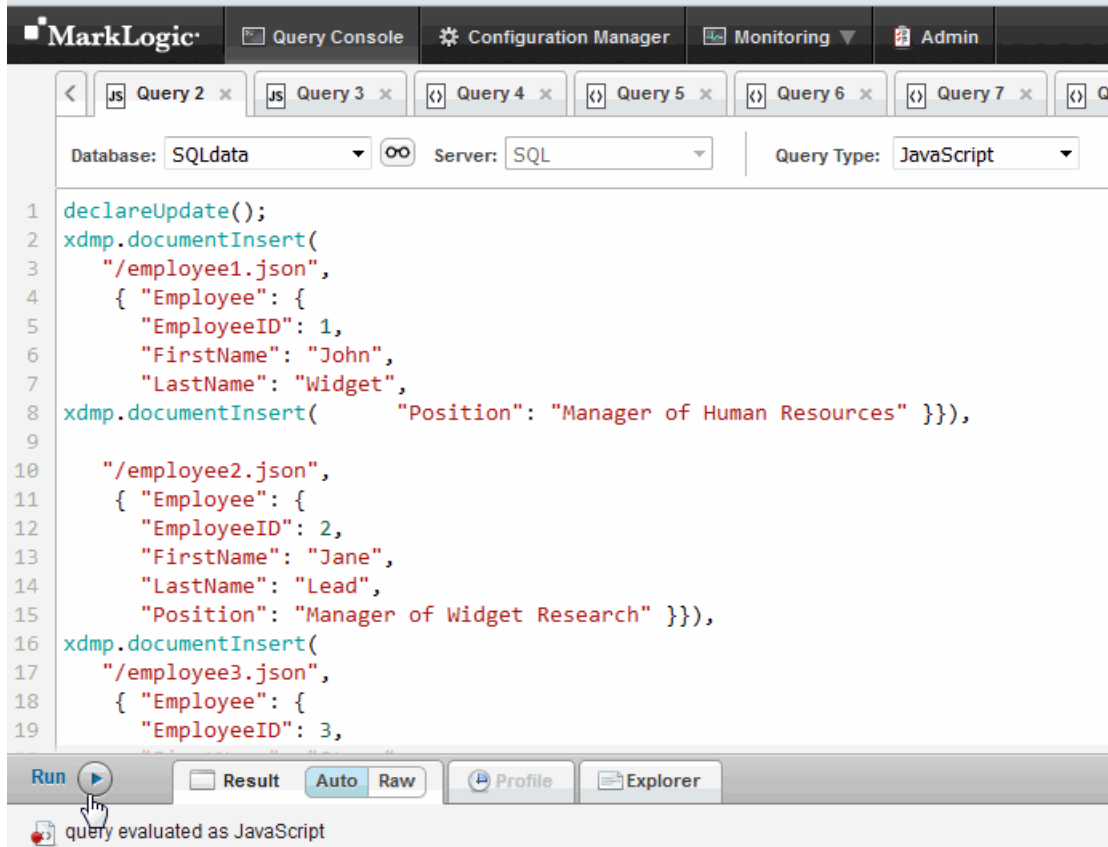 MarkLogic Query Console Configuration Manager Monitoring Admin
JS Query 2 JS Query 3 Query 4 Query 5 Query 6 Query 7
Database: SQLdata Server: SQL Query Type: JavaScript
1 declareUpdate();
2 xdmp.documentInsert(
3 "/employee1.json",
4 { "Employee": {
5 "EmployeeID": 1,
6 "FirstName": "John",
7 "LastName": "Widget",
8 xdmp.documentInsert( "Position": "Manager of Human Resources" }}),
9
10 "/employee2.json",
11 { "Employee": {
12 "EmployeeID": 2,
13 "FirstName": "Jane",
14 "LastName": "Lead",
15 "Position": "Manager of Widget Research" }}),
16 xdmp.documentInsert(
17 "/employee3.json",
18 { "Employee": {
19 "EmployeeID": 3,
Run Result Auto Raw Profile Explorer
query evaluated as JavaScript